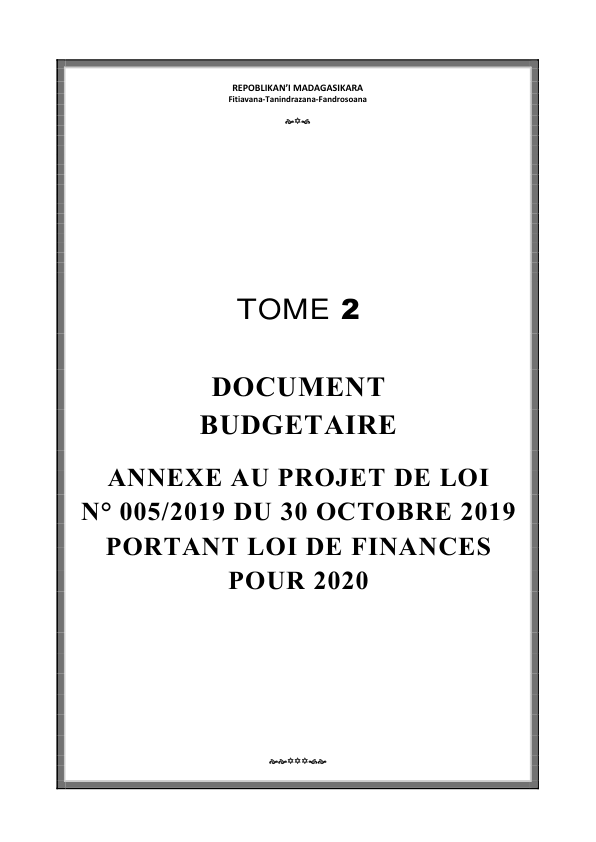 REPOBLIKAN'I MADAGASIKARA
Fitiavana-Tanindrazana-Fandrosoana
TOME 2
DOCUMENT
BUDGETAIRE
ANNEXE AU PROJET DE LOI
N° 005/2019 DU 30 OCTOBRE 2019
PORTANT LOI DE FINANCES
POUR 2020